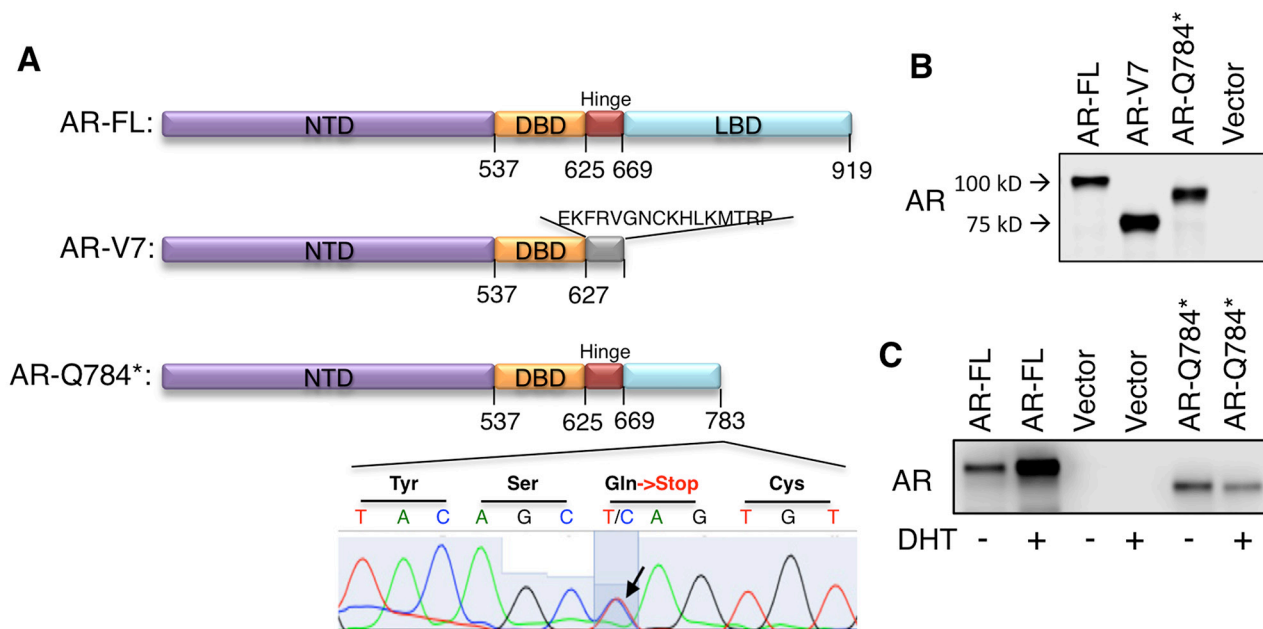 A
AR-FL:
NTD
DBD
Hinge
LBD
537
625
669
919
AR-V7:
NTD
DBD
EKFRVGNCKHLKMTRP
537
627
AR-Q784*:
NTD
DBD
Hinge
537
625
669
783
Tyr
Ser
Gln->Stop
Cys
T A C A G C T/C A G T G T
B
AR-FL
AR-V7
AR-Q784*
Vector
AR
100 kD →
75 kD →
C
AR-FL
AR-FL
Vector
Vector
AR-Q784*
AR-Q784*
AR
DHT - + - + - +